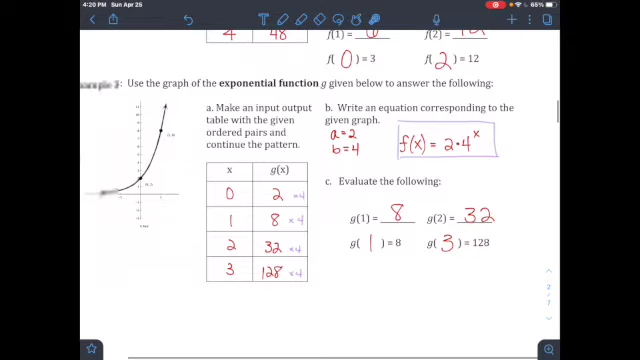 4:20 PM Sun Apr 25
65%
4 48
f(1) = 6 f(2) = 12
f( 0 ) = 3 f( 2 ) = 12
Use the graph of the exponential function g given below to answer the following:
a. Make an input output
table with the given
ordered pairs and
continue the pattern.
x g(x)
0 2 ×4
1 8 ×4
2 32 ×4
3 128 ×4
b. Write an equation corresponding to the
given graph.
a=2
b=4
f(x) = 2•4^x
c. Evaluate the following:
g(1) = 8 g(2) = 32
g( 1 ) = 8 g( 3 ) = 128
2
7